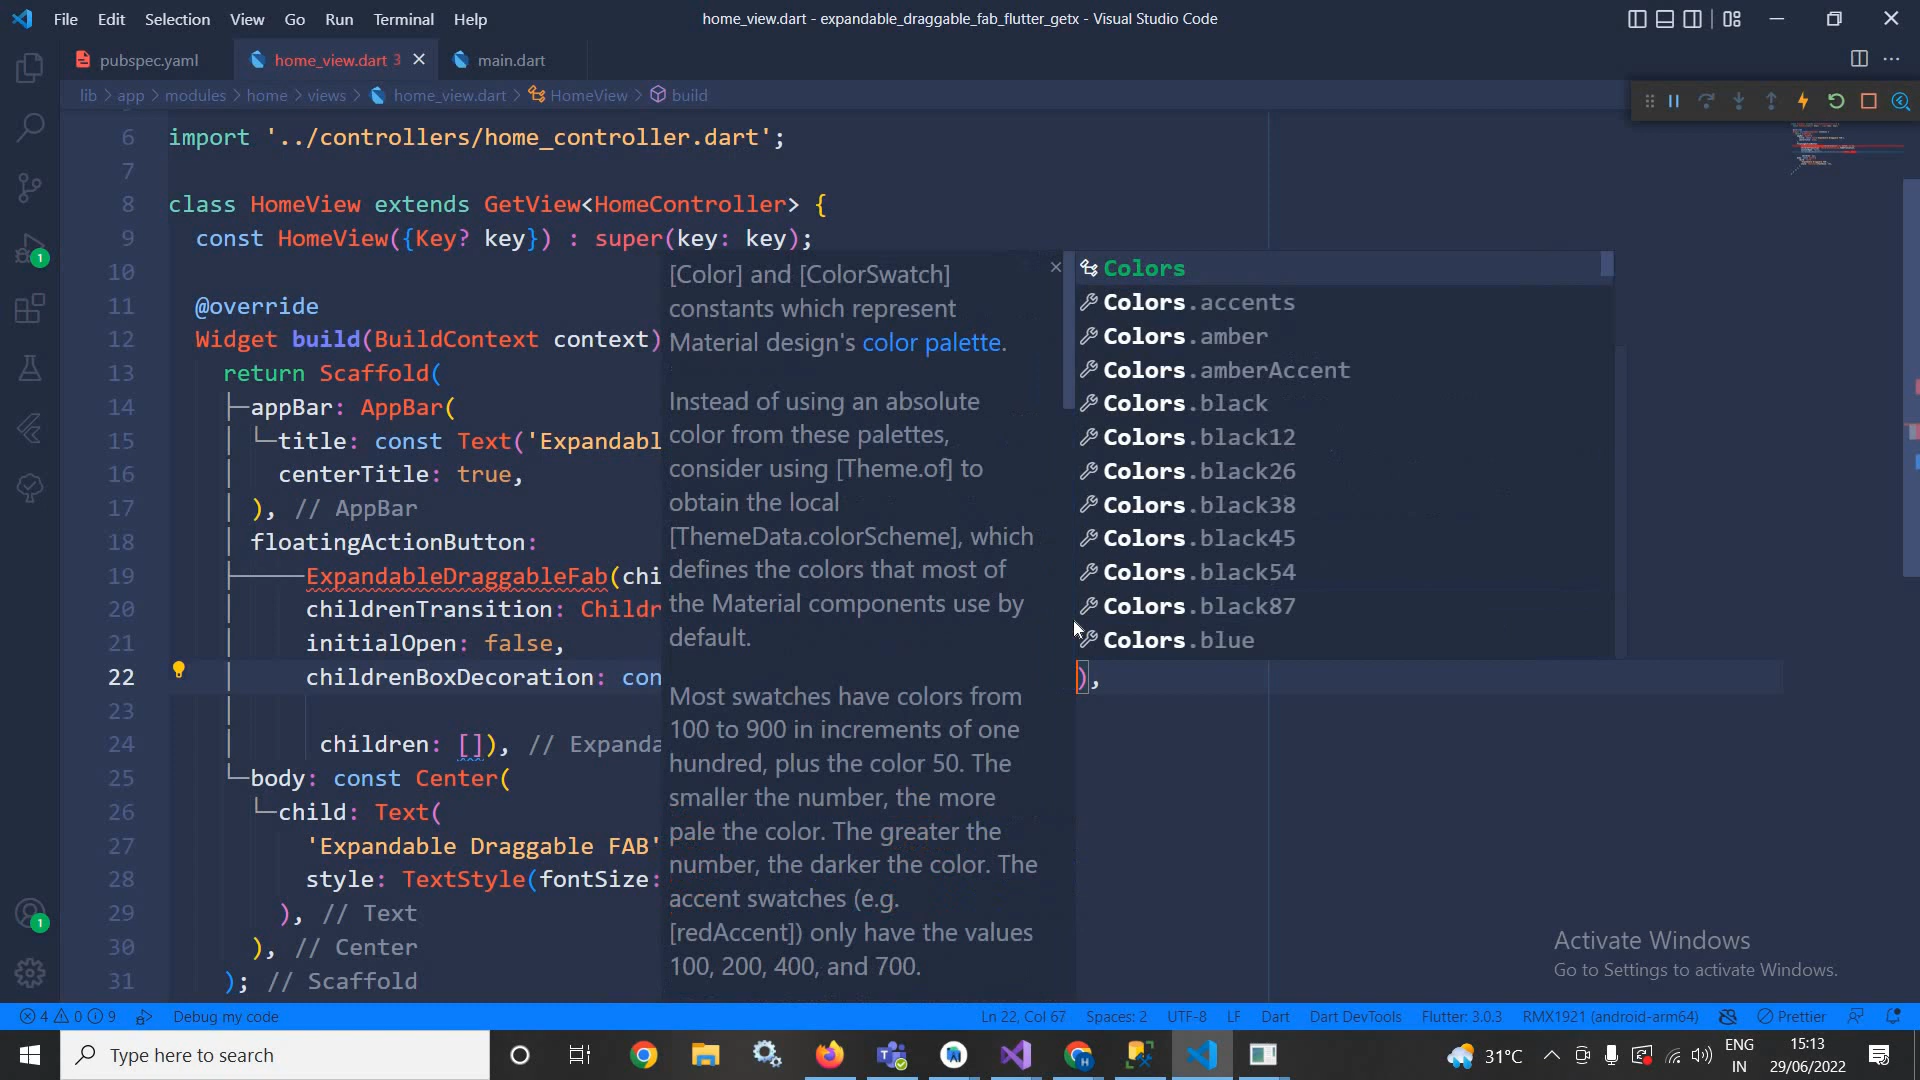 File Edit Selection View Go Run Terminal Help
home_view.dart - expandable_draggable_fab_flutter_getx - Visual Studio Code
pubspec.yaml
home_view.dart 3
main.dart
lib > app > modules > home > views > home_view.dart > HomeView > build
6 import '../controllers/home_controller.dart';
7
8 class HomeView extends GetView<HomeController> {
9 const HomeView({Key? key}) : super(key: key);
10
11 @override
12 Widget build(BuildContext context)
13 return Scaffold(
14 appBar: AppBar(
15 title: const Text('Expandabl
16 centerTitle: true,
17 ), // AppBar
18 floatingActionButton:
19 ExpandableDraggableFab(chi
20 childrenTransition: Childr
21 initialOpen: false,
22 childrenBoxDecoration: con
),
23
24 children: []), // Expanda
25 body: const Center(
26 child: Text(
27 'Expandable Draggable FAB'
28 style: TextStyle(fontSize:
29 ), // Text
30 ), // Center
31 ); // Scaffold
[Color] and [ColorSwatch]
constants which represent
Material design's color palette.
Instead of using an absolute
color from these palettes,
consider using [Theme.of] to
obtain the local
[ThemeData.colorScheme], which
defines the colors that most of
the Material components use by
default.
Most swatches have colors from
100 to 900 in increments of one
hundred, plus the color 50. The
smaller the number, the more
pale the color. The greater the
number, the darker the color. The
accent swatches (e.g.
[redAccent]) only have the values
100, 200, 400, and 700.
Colors
Colors.accents
Colors.amber
Colors.amberAccent
Colors.black
Colors.black12
Colors.black26
Colors.black38
Colors.black45
Colors.black54
Colors.black87
Colors.blue
1
1
Activate Windows
Go to Settings to activate Windows.
4 0 9 Debug my code
Ln 22, Col 67 Spaces: 2 UTF-8 LF Dart Dart DevTools Flutter: 3.0.3 RMX1921 (android-arm64) Prettier
Type here to search
31°C
ENG
IN
15:13
29/06/2022